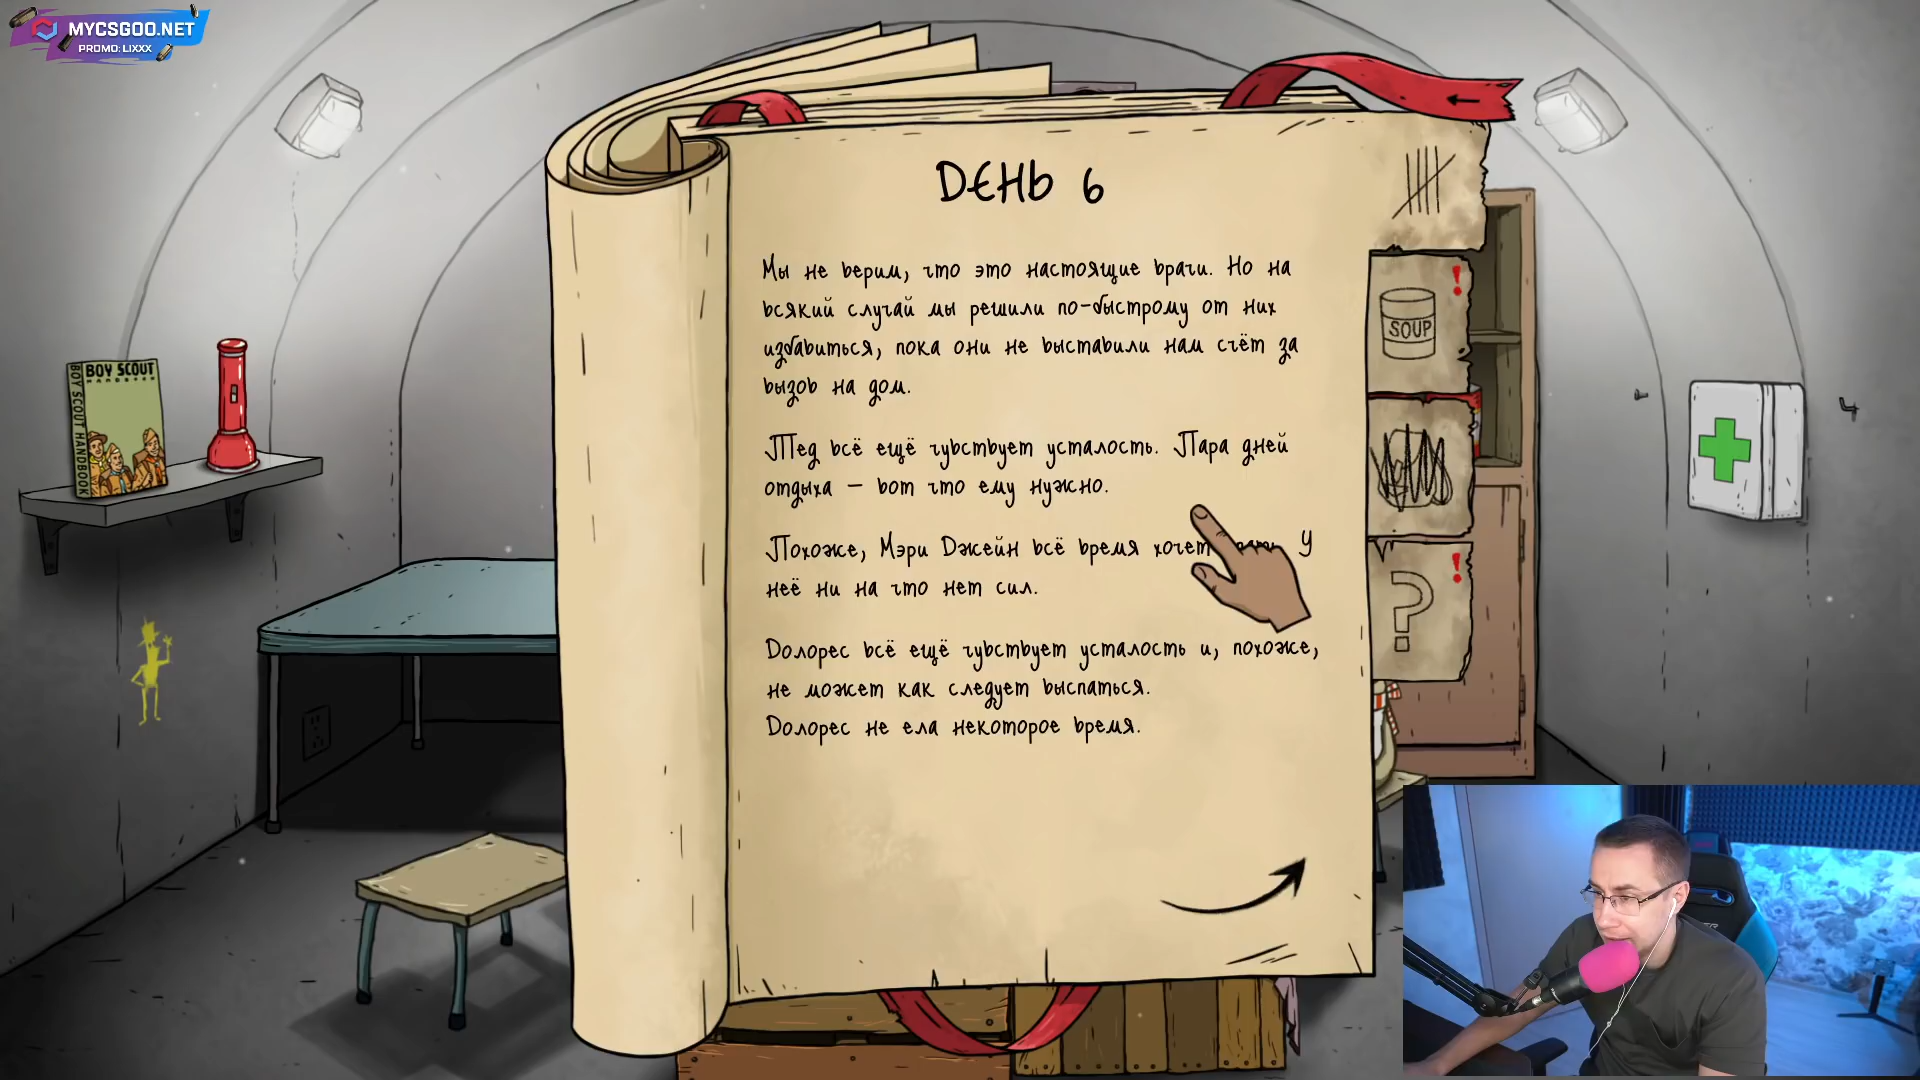 MYCSGOO.NET
PROMO: LIXXX
BOY SCOUT
HANDBOOK
BOY SCOUT HANDBOOK
ДЕНЬ 6
Мы не верим, что это настоящие врачи. Но на
всякий случай мы решили по-быстрому от них
избавиться, пока они не выставили нам счёт за
вызов на дом.
Тед всё ещё чувствует усталость. Пара дней
отдыха — вот что ему нужно.
Похоже, Мэри Джейн всё время хочет У
неё ни на что нет сил.
Долорес всё ещё чувствует усталость и, похоже,
не может как следует выспаться.
Долорес не ела некоторое время.
!
SOUP
!
?